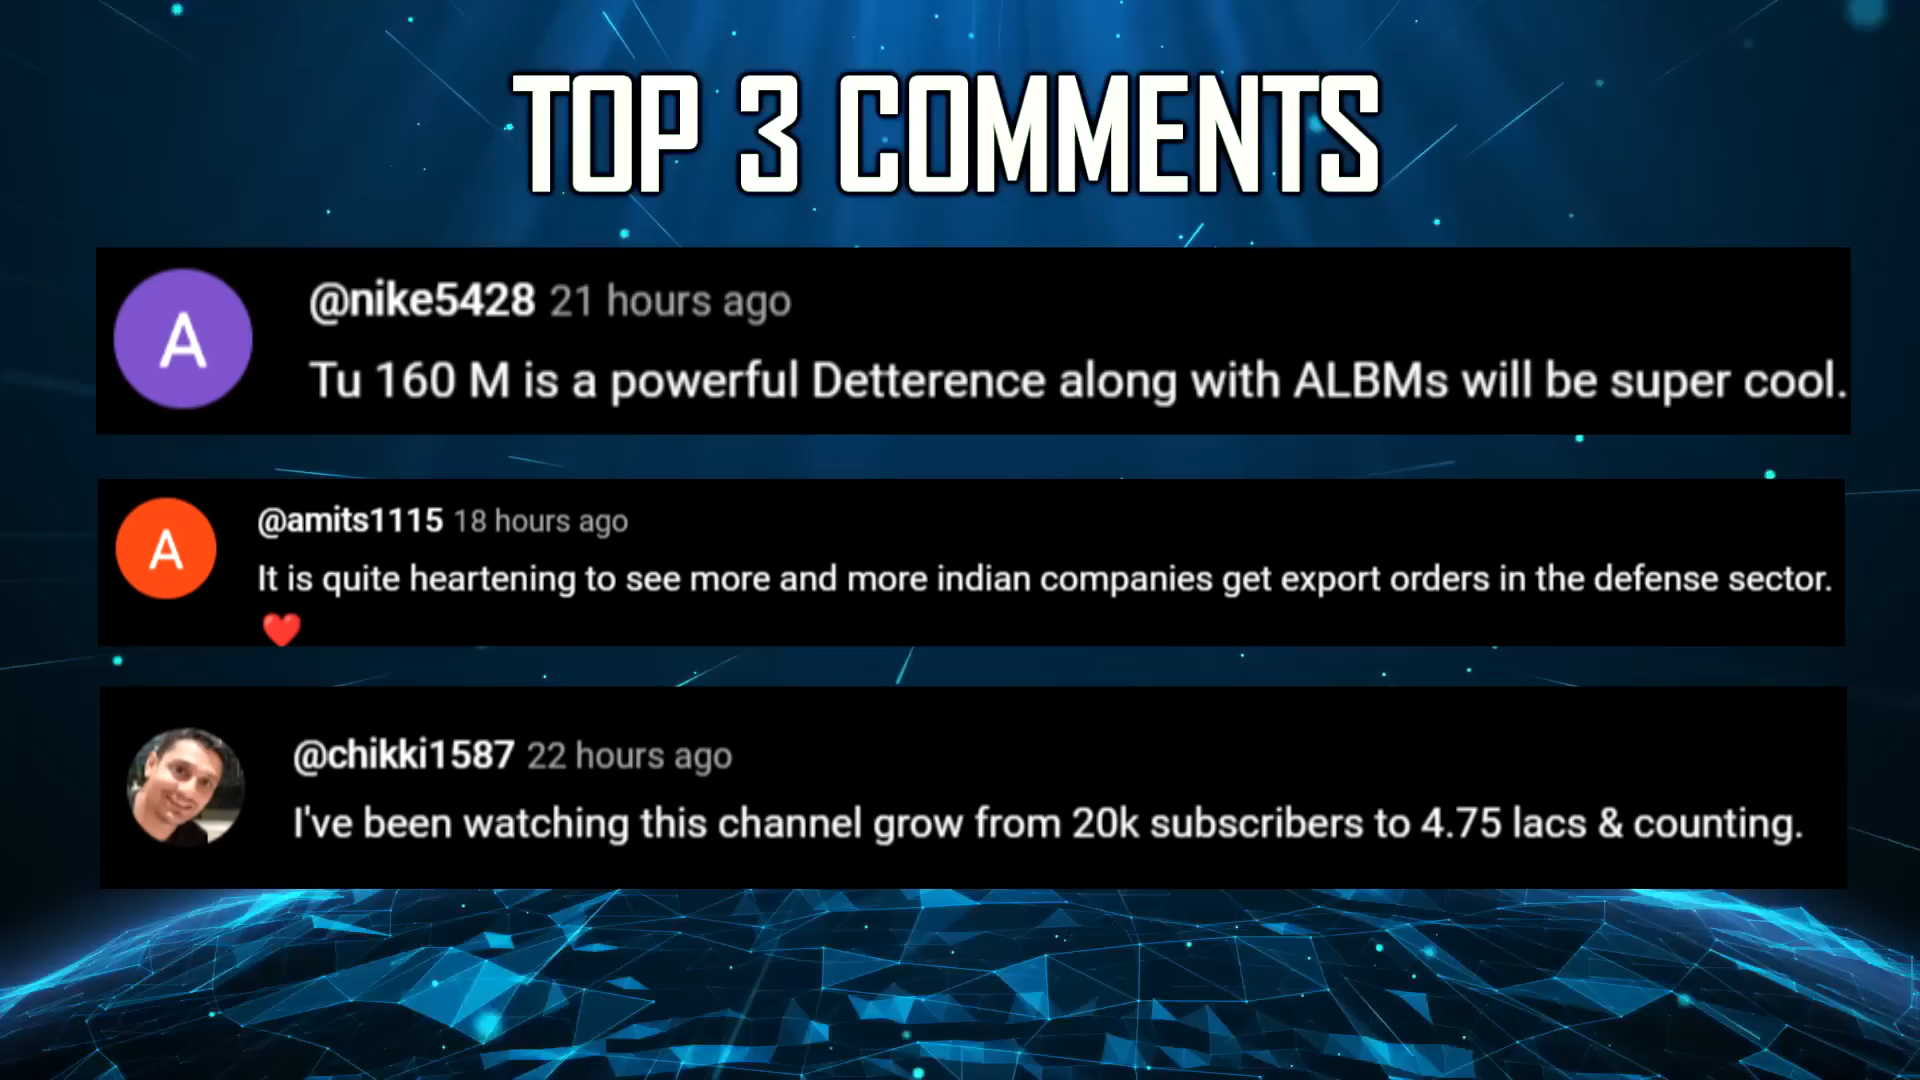 TOP 3 COMMENTS
A
@nike5428 21 hours ago
Tu 160 M is a powerful Detterence along with ALBMs will be super cool.
A
@amits1115 18 hours ago
It is quite heartening to see more and more indian companies get export orders in the defense sector.
❤️
@chikki1587 22 hours ago
I've been watching this channel grow from 20k subscribers to 4.75 lacs & counting.